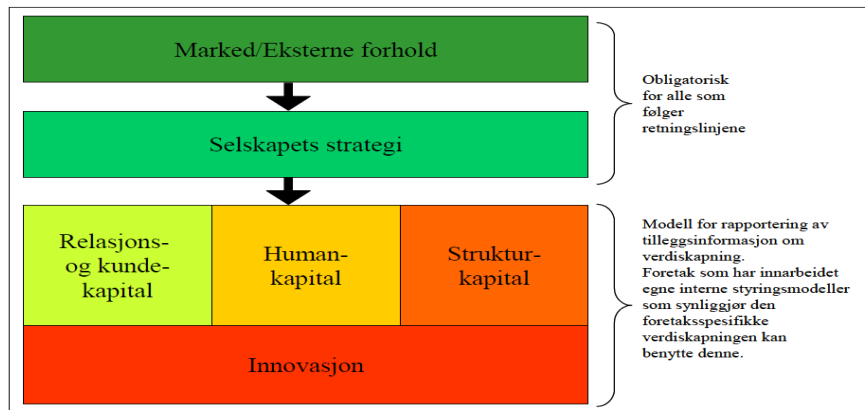 Marked/Eksterne forhold
Obligatorisk
for alle som
følger
retningslinjene
Selskapets strategi
Relasjons-
og kunde-
kapital
Human-
kapital
Struktur-
kapital
Modell for rapportering av
tilleggsinformasjon om
verdiskapning.
Foretak som har innarbeidet
egne interne styringsmodeller
som synliggjør den
foretaksspesifikke
verdiskapningen kan
benytte denne.
Innovasjon